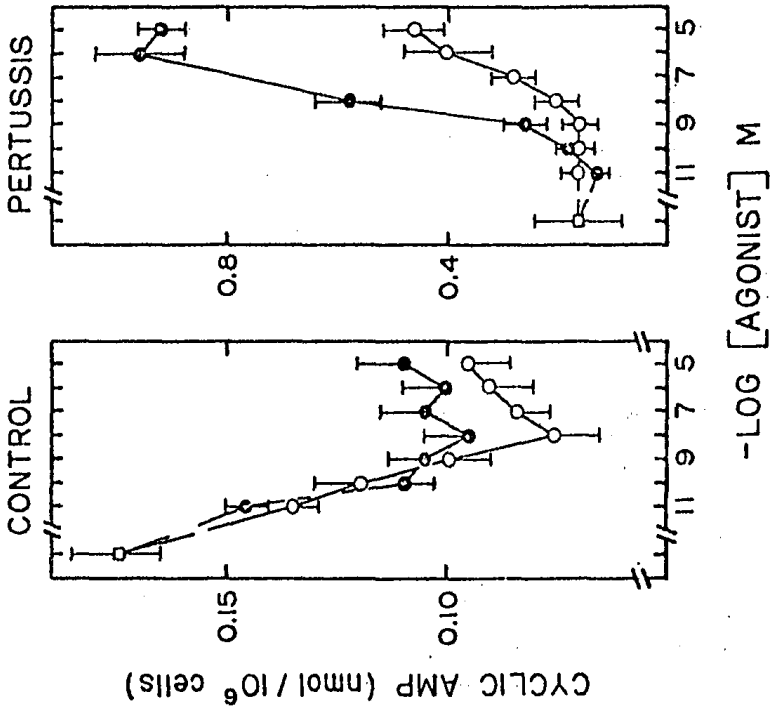 CONTROL
PERTUSSIS
CYCLIC AMP (nmol / 10⁶ cells)
0.15
0.10
0.8
0.4
11 9 7 5
11 9 7 5
-LOG [AGONIST] M